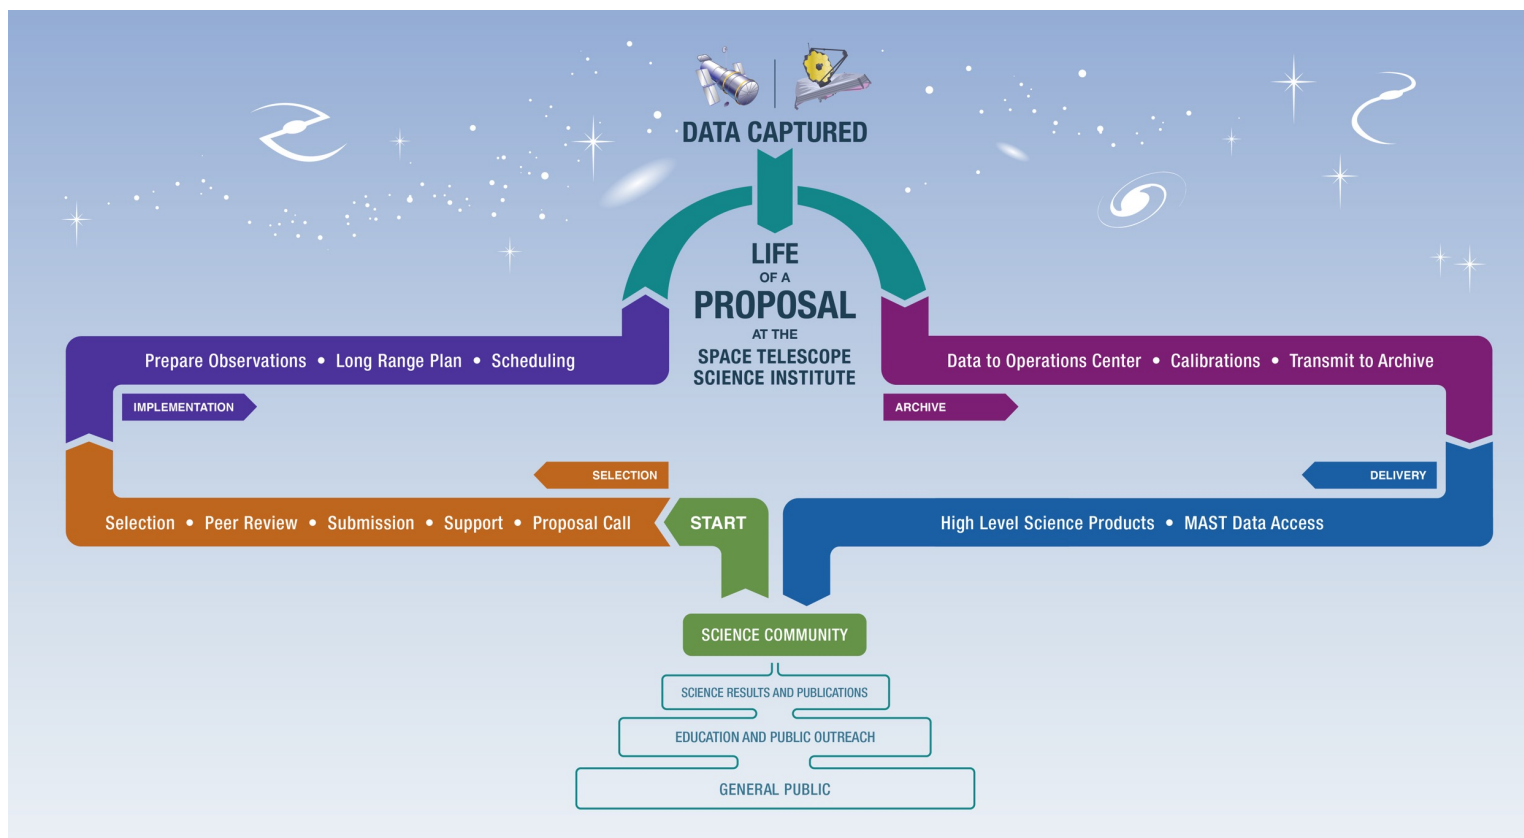 DATA CAPTURED
LIFE
OF A
PROPOSAL
AT THE
SPACE TELESCOPE
SCIENCE INSTITUTE
Prepare Observations • Long Range Plan • Scheduling
IMPLEMENTATION
Data to Operations Center • Calibrations • Transmit to Archive
ARCHIVE
SELECTION
Selection • Peer Review • Submission • Support • Proposal Call
START
DELIVERY
High Level Science Products • MAST Data Access
SCIENCE COMMUNITY
SCIENCE RESULTS AND PUBLICATIONS
EDUCATION AND PUBLIC OUTREACH
GENERAL PUBLIC